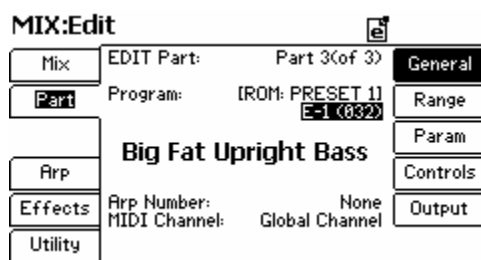 MIX:Edit e
Mix
Part
Arp
Effects
Utility
EDIT Part: Part 3(of 3)
Program: [ROM: PRESET 1]
E-1 (032)
Big Fat Upright Bass
Arp Number: None
MIDI Channel: Global Channel
General
Range
Param
Controls
Output